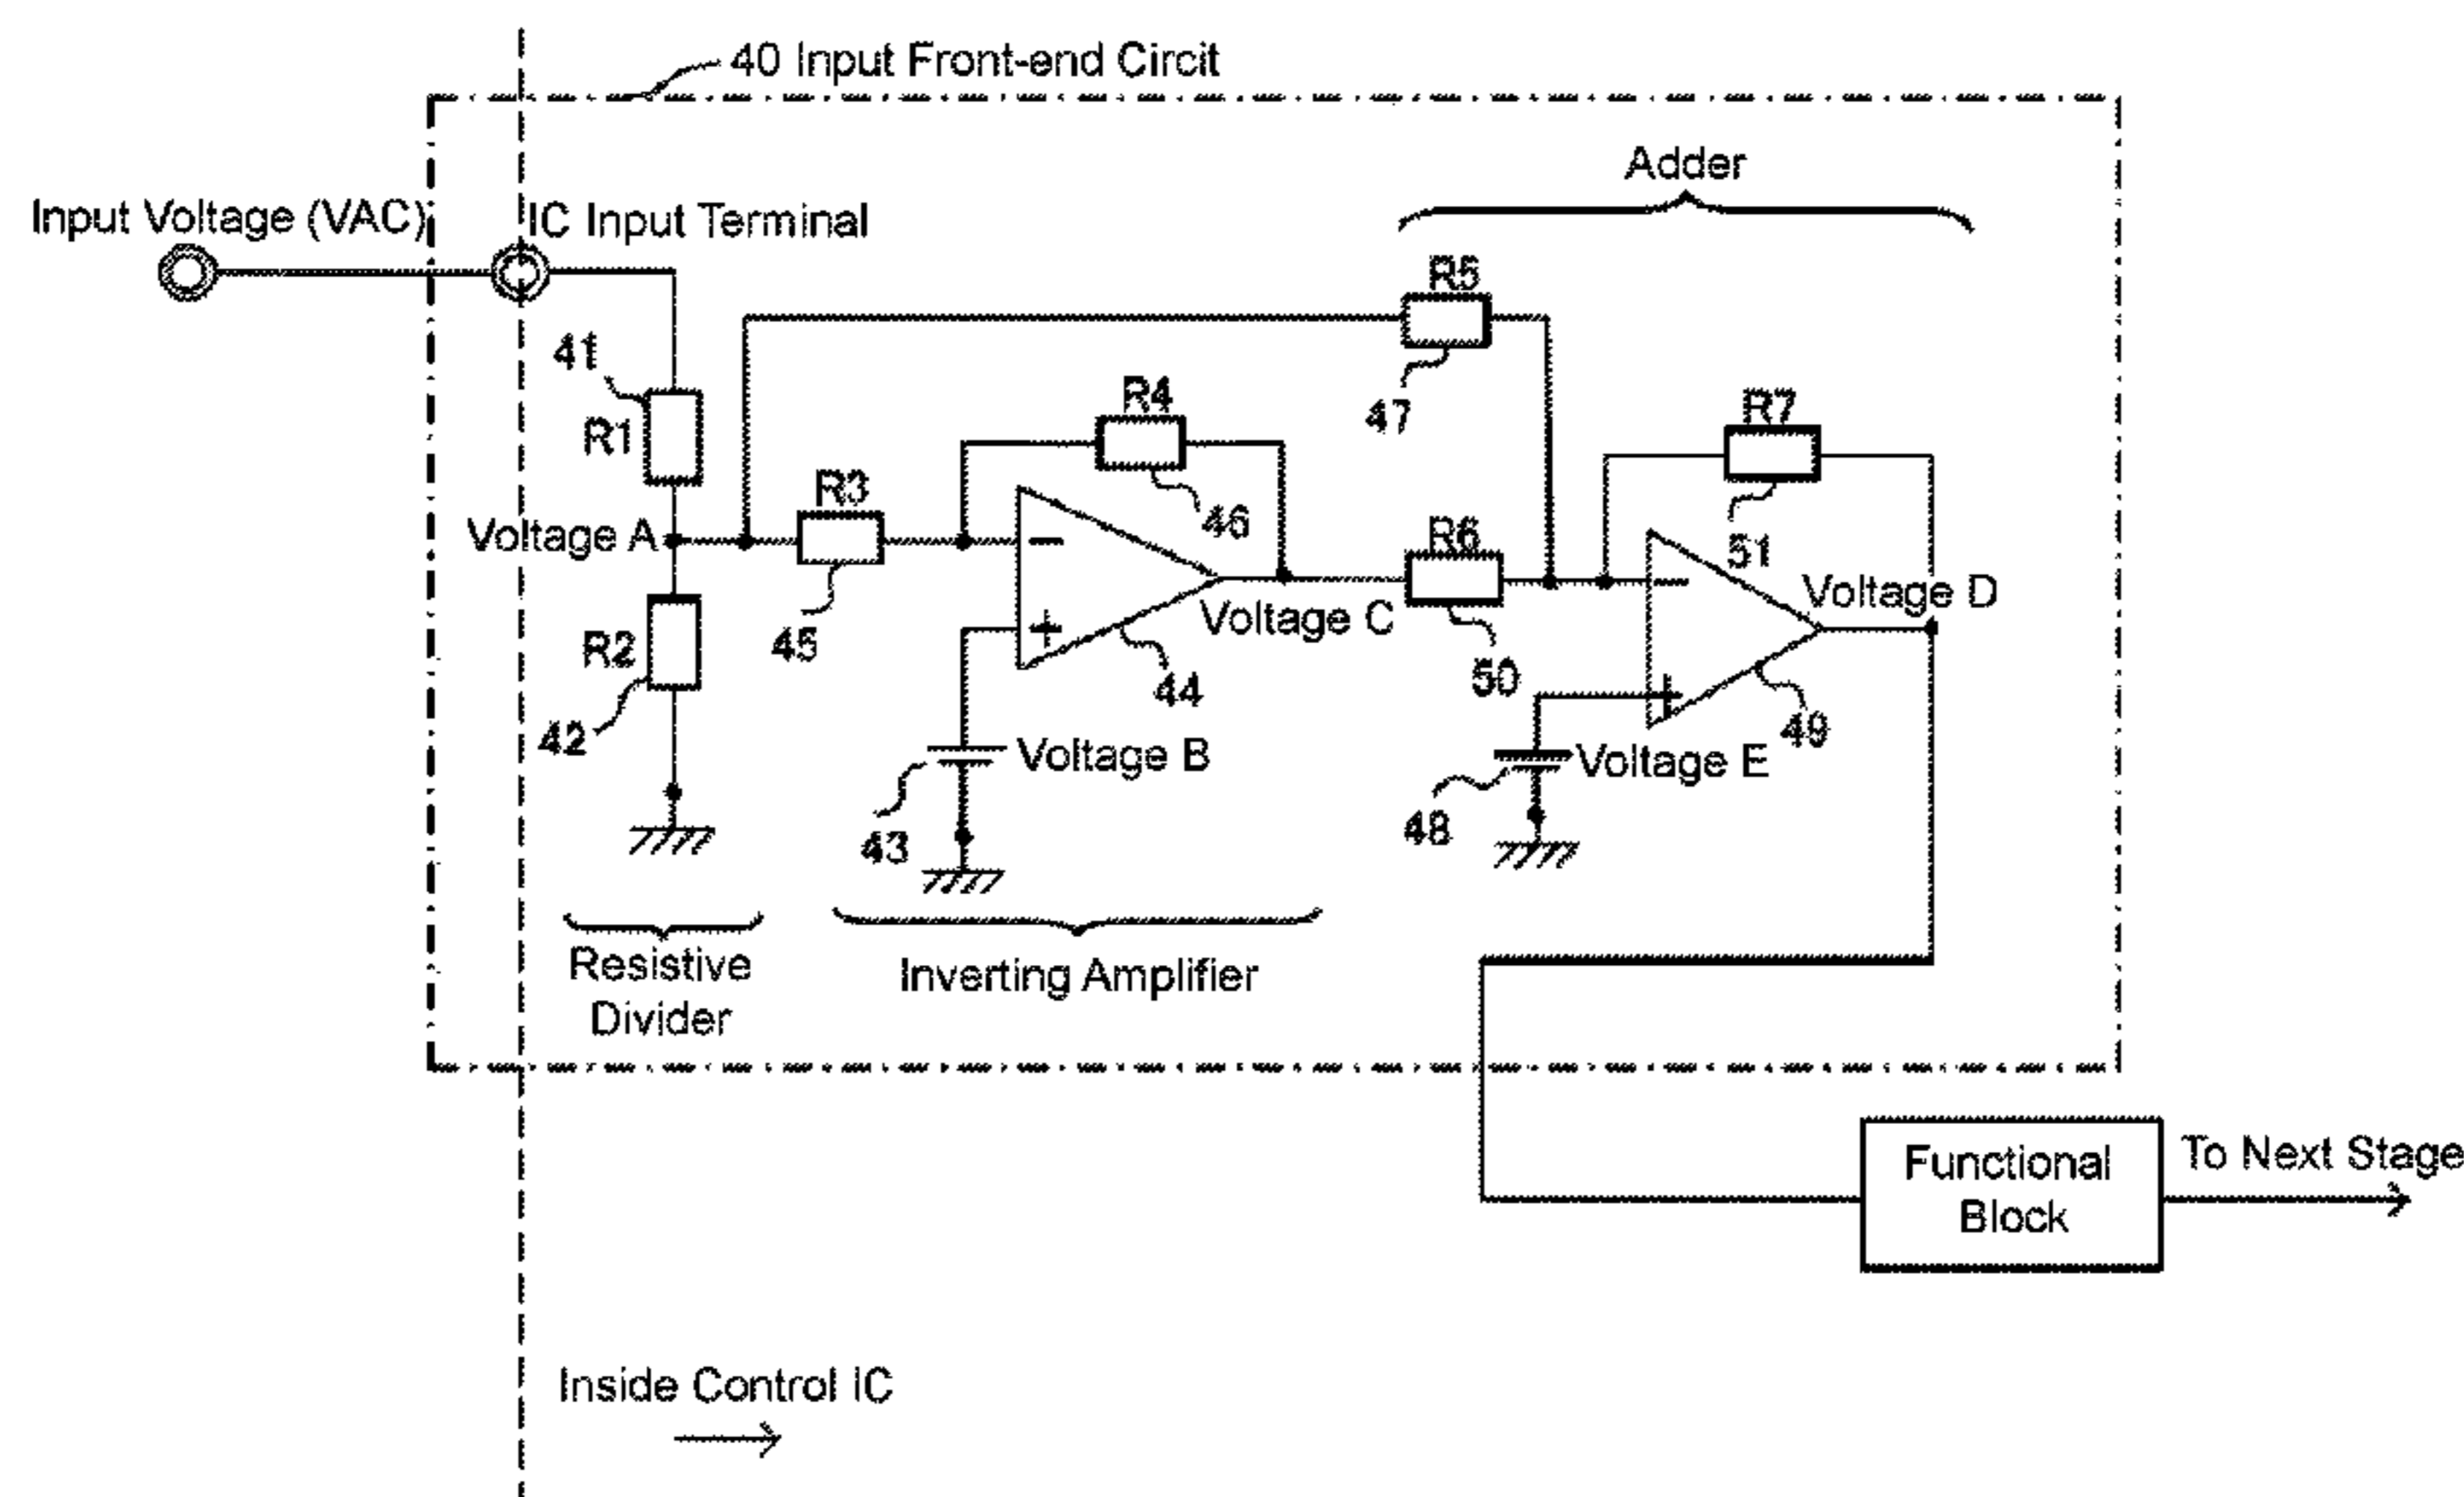 40 Input Front-end Circit
Adder
Input Voltage (VAC)
IC Input Terminal
R5
41
R4
47
R7
R1
R3
46
Voltage A
R6
51
45
Voltage C
Voltage D
R2
44
50
49
42
Voltage B
Voltage E
43
48
Resistive
Divider
Inverting Amplifier
Functional
Block
To Next Stage
Inside Control IC